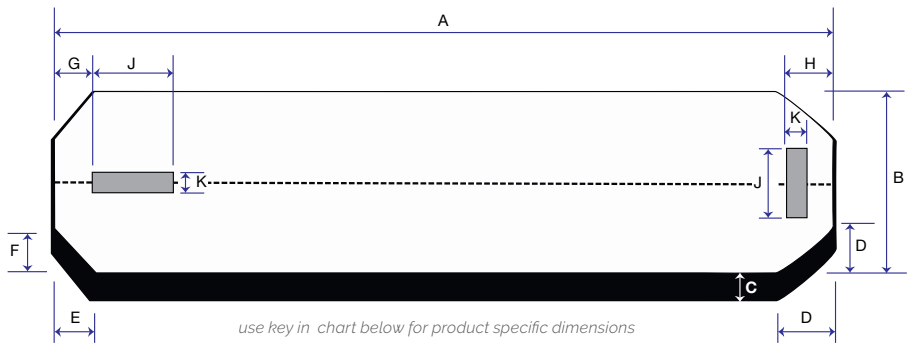 A
G J H
K
K
J
B
F
D
C
E
D
use key in chart below for product specific dimensions